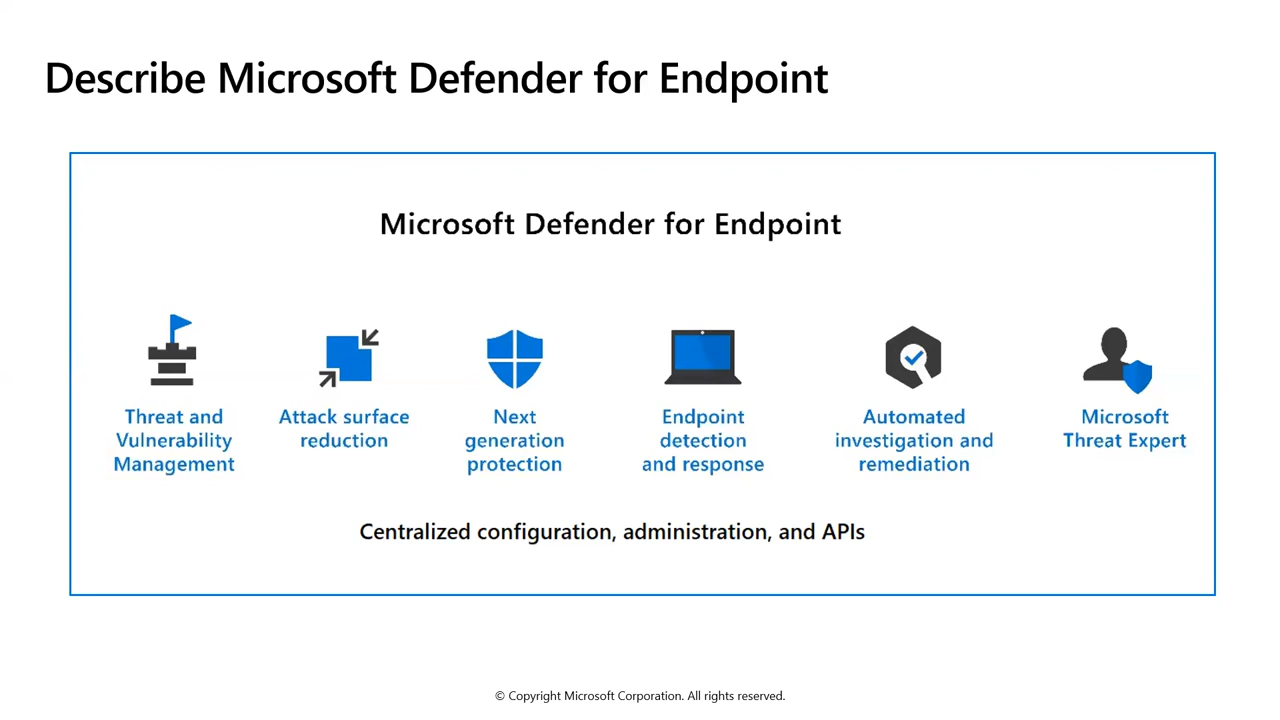 Describe Microsoft Defender for Endpoint
Microsoft Defender for Endpoint
Threat and
Vulnerability
Management
Attack surface
reduction
Next
generation
protection
Endpoint
detection
and response
Automated
investigation and
remediation
Microsoft
Threat Expert
Centralized configuration, administration, and APIs
© Copyright Microsoft Corporation. All rights reserved.